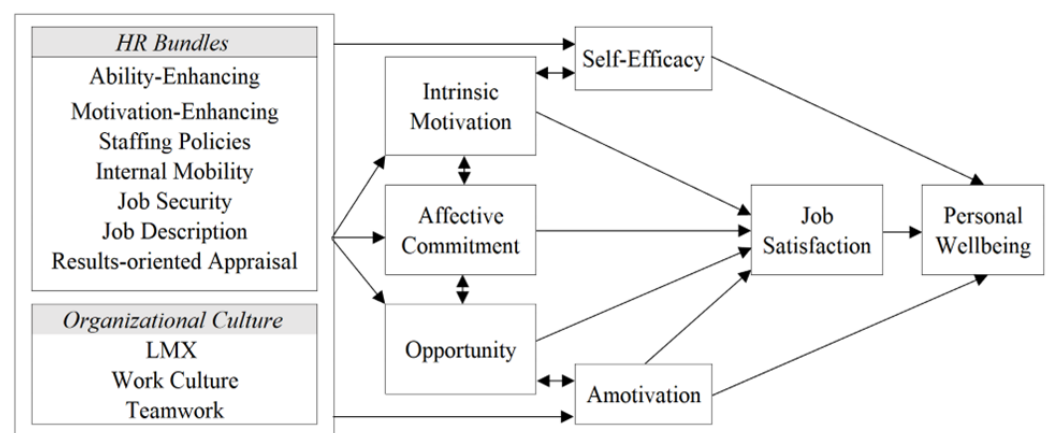 HR Bundles
Ability-Enhancing
Motivation-Enhancing
Staffing Policies
Internal Mobility
Job Security
Job Description
Results-oriented Appraisal
Organizational Culture
LMX
Work Culture
Teamwork
Intrinsic
Motivation
Affective
Commitment
Opportunity
Self-Efficacy
Amotivation
Job
Satisfaction
Personal
Wellbeing